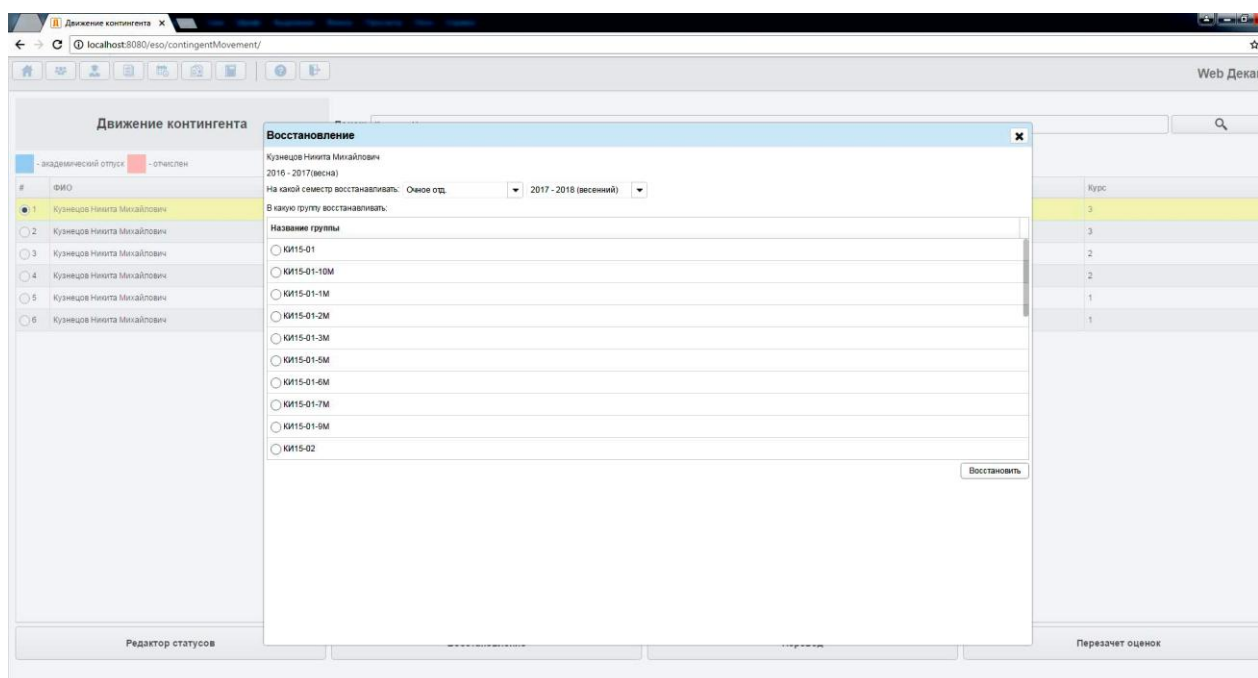 Движение контингента
localhost:8080/eso/contingentMovement/
Web Декан
Движение контингента
- академический отпуск - отчислен
# ФИО Курс
1 Кузнецов Никита Михайлович 3
2 Кузнецов Никита Михайлович 3
3 Кузнецов Никита Михайлович 2
4 Кузнецов Никита Михайлович 2
5 Кузнецов Никита Михайлович 1
6 Кузнецов Никита Михайлович 1
Восстановление
Кузнецов Никита Михайлович
2016 - 2017(весна)
На какой семестр восстанавливать: Очное отд. 2017 - 2018 (весенний)
В какую группу восстанавливать:
Название группы
КИ15-01
КИ15-01-10М
КИ15-01-1М
КИ15-01-2М
КИ15-01-3М
КИ15-01-5М
КИ15-01-6М
КИ15-01-7М
КИ15-01-9М
КИ15-02
Восстановить
Редактор статусов
Перезачет оценок